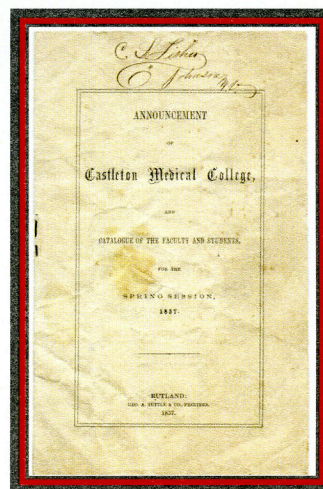 C. L. Fisher
Johnson
ANNOUNCEMENT
OF
Castleton Medical College,
AND
CATALOGUE OF THE FACULTY AND STUDENTS,
FOR THE
SPRING SESSION,
1857.
RUTLAND:
GEO. A. TUTTLE & CO., PRINTERS.
1857.